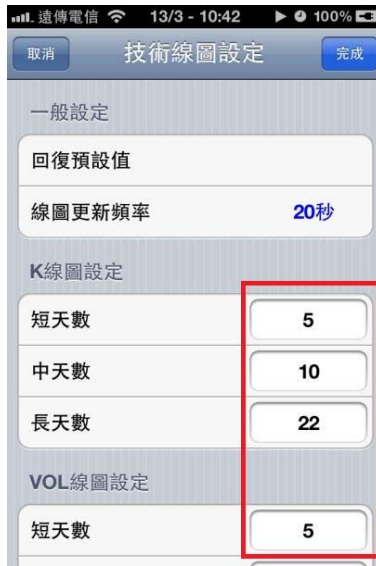 遠傳電信 13/3 - 10:42 100%
取消 技術線圖設定 完成
一般設定
回復預設值
線圖更新頻率 20秒
K線圖設定
短天數 5
中天數 10
長天數 22
VOL線圖設定
短天數 5